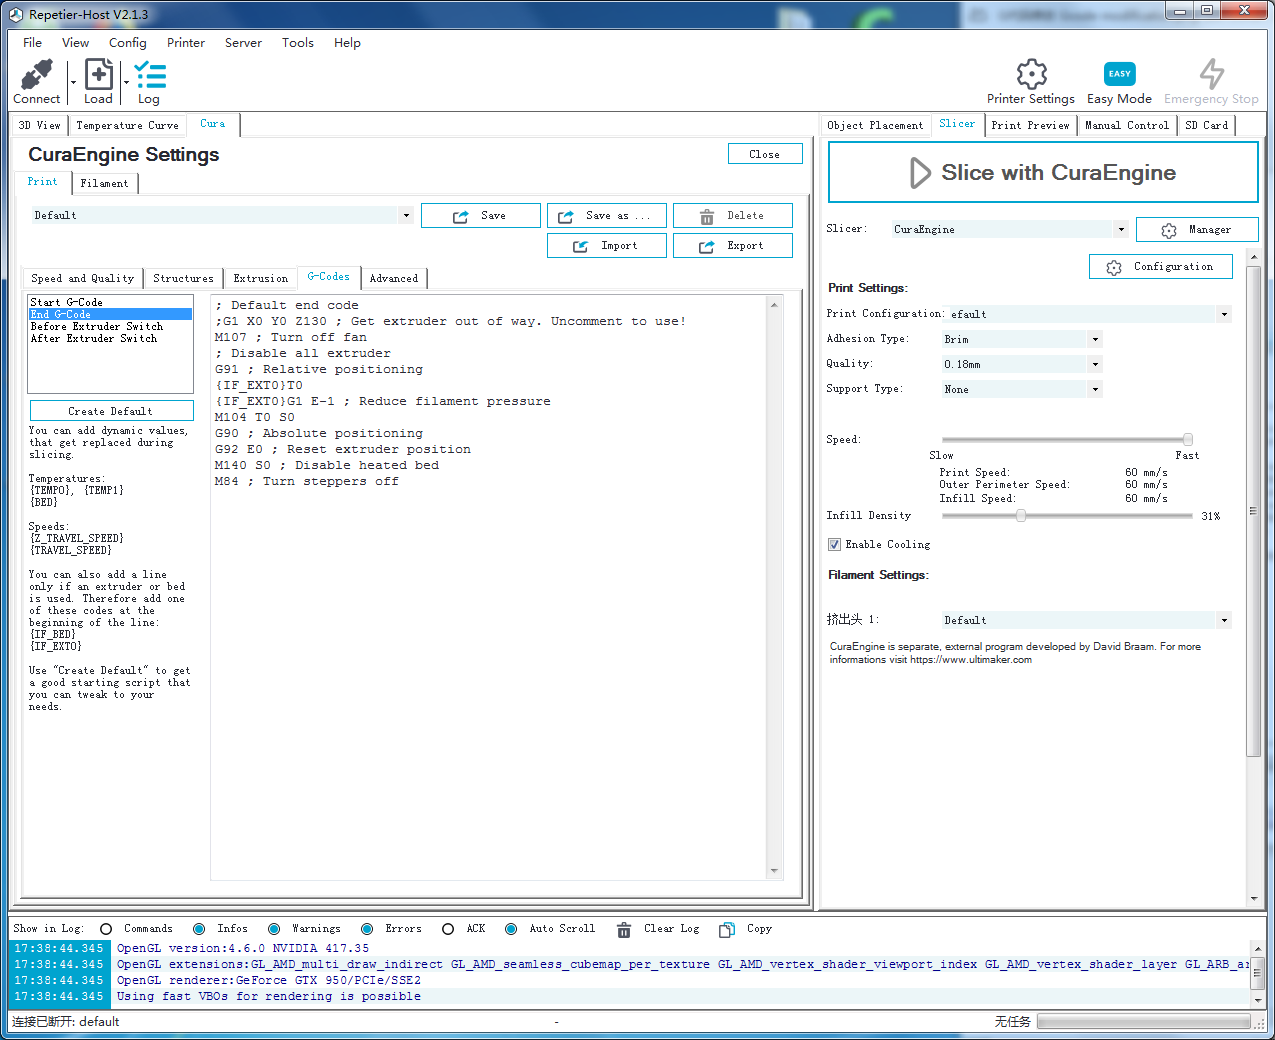 Repetier-Host V2.1.3
File View Config Printer Server Tools Help
Connect Load Log Printer Settings EASY Easy Mode Emergency Stop
3D View Temperature Curve Cura
CuraEngine Settings Close
Print Filament
Default Save Save as ... Delete
Import Export
Speed and Quality Structures Extrusion G-Codes Advanced
Start G-Code
End G-Code
Before Extruder Switch
After Extruder Switch
Create Default
You can add dynamic values,
that get replaced during
slicing.
Temperatures:
{TEMP0}, {TEMP1}
{BED}
Speeds:
{Z_TRAVEL_SPEED}
{TRAVEL_SPEED}
You can also add a line
only if an extruder or bed
is used. Therefore add one
of these codes at the
beginning of the line:
{IF_BED}
{IF_EXT0}
Use "Create Default" to get
a good starting script that
you can tweak to your
needs.
; Default end code
;G1 X0 Y0 Z130 ; Get extruder out of way. Uncomment to use!
M107 ; Turn off fan
; Disable all extruder
G91 ; Relative positioning
{IF_EXT0}T0
{IF_EXT0}G1 E-1 ; Reduce filament pressure
M104 T0 S0
G90 ; Absolute positioning
G92 E0 ; Reset extruder position
M140 S0 ; Disable heated bed
M84 ; Turn steppers off
Object Placement Slicer Print Preview Manual Control SD Card
Slice with CuraEngine
Slicer: CuraEngine Manager
Configuration
Print Settings:
Print Configuration: efault
Adhesion Type: Brim
Quality: 0.18mm
Support Type: None
Speed:
Slow Fast
Print Speed: 60 mm/s
Outer Perimeter Speed: 60 mm/s
Infill Speed: 60 mm/s
Infill Density 31%
Enable Cooling
Filament Settings:
挤出头 1: Default
CuraEngine is separate, external program developed by David Braam. For more
informations visit https://www.ultimaker.com
Show in Log: Commands Infos Warnings Errors ACK Auto Scroll Clear Log Copy
17:38:44.345 OpenGL version:4.6.0 NVIDIA 417.35
17:38:44.345 OpenGL extensions:GL_AMD_multi_draw_indirect GL_AMD_seamless_cubemap_per_texture GL_AMD_vertex_shader_viewport_index GL_AMD_vertex_shader_layer GL_ARB_ar
17:38:44.345 OpenGL renderer:GeForce GTX 950/PCIe/SSE2
17:38:44.345 Using fast VBOs for rendering is possible
连接已断开: default - 无任务